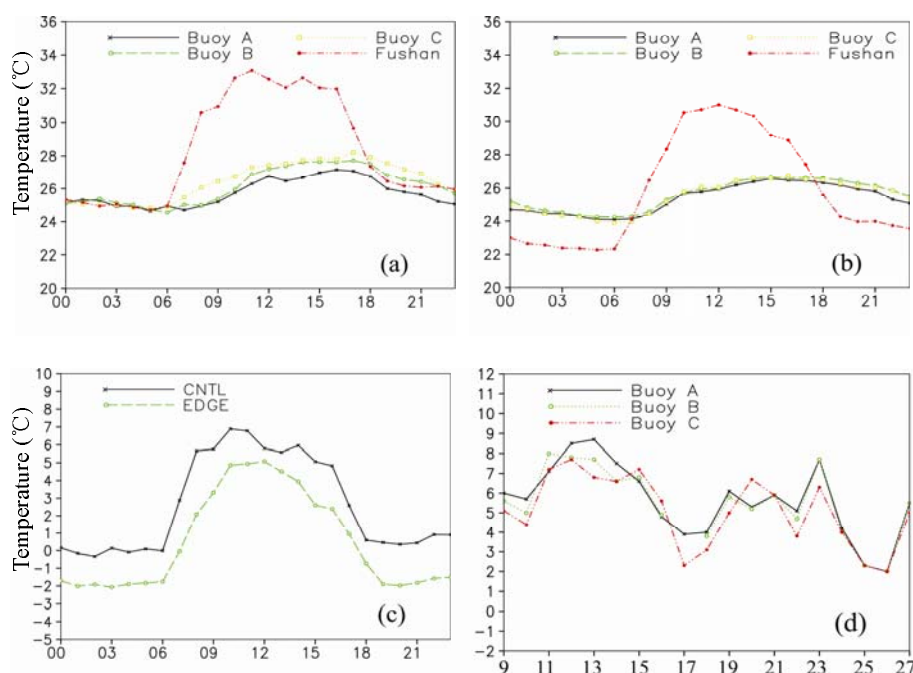 36
34
32
30
28
26
24
22
20
Temperature (℃)
Buoy A
Buoy B
Buoy C
Fushan
(a)
00 03 06 09 12 15 18 21
36
34
32
30
28
26
24
22
20
Buoy A
Buoy B
Buoy C
Fushan
(b)
00 03 06 09 12 15 18 21
10
9
8
7
6
5
4
3
2
1
0
-1
-2
-3
-4
-5
Temperature (℃)
CNTL
EDGE
(c)
00 03 06 09 12 15 18 21
12
11
10
9
8
7
6
5
4
3
2
1
0
-1
-2
Buoy A
Buoy B
Buoy C
(d)
9 11 13 15 17 19 21 23 25 27